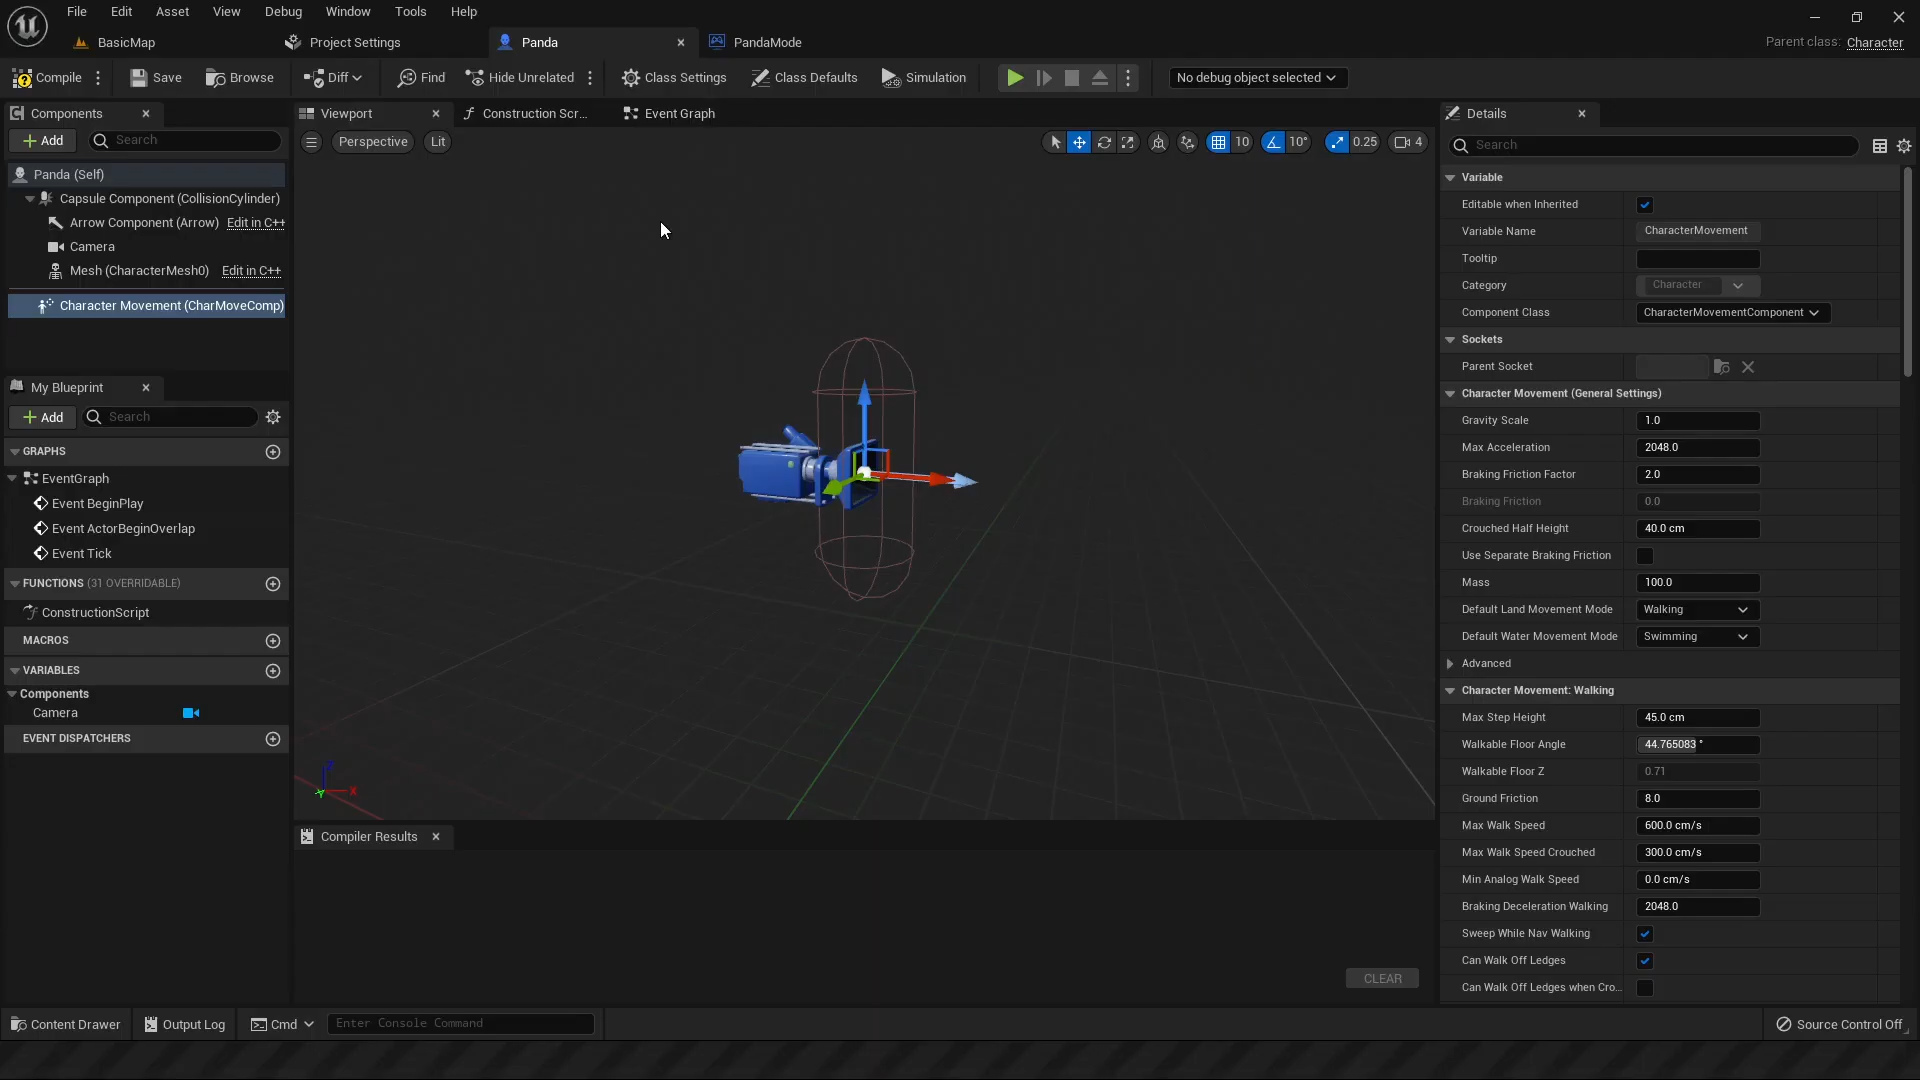 File Edit Asset View Debug Window Tools Help
BasicMap Project Settings Panda PandaMode
Parent class: Character
Compile Save Browse Diff Find Hide Unrelated Class Settings Class Defaults Simulation No debug object selected
Components
Add Search
Panda (Self)
Capsule Component (CollisionCylinder)
Arrow Component (Arrow) Edit in C++
Camera
Mesh (CharacterMesh0) Edit in C++
Character Movement (CharMoveComp)
My Blueprint
Add Search
GRAPHS
EventGraph
Event BeginPlay
Event ActorBeginOverlap
Event Tick
FUNCTIONS (31 OVERRIDABLE)
ConstructionScript
MACROS
VARIABLES
Components
Camera
EVENT DISPATCHERS
Viewport Construction Scr... Event Graph
Perspective Lit 10 10° 0.25 4
Z
X
Y
Compiler Results
CLEAR
Details
Search
Variable
Editable when Inherited
Variable Name CharacterMovement
Tooltip
Category Character
Component Class CharacterMovementComponent
Sockets
Parent Socket
Character Movement (General Settings)
Gravity Scale 1.0
Max Acceleration 2048.0
Braking Friction Factor 2.0
Braking Friction 0.0
Crouched Half Height 40.0 cm
Use Separate Braking Friction
Mass 100.0
Default Land Movement Mode Walking
Default Water Movement Mode Swimming
Advanced
Character Movement: Walking
Max Step Height 45.0 cm
Walkable Floor Angle 44.765083 °
Walkable Floor Z 0.71
Ground Friction 8.0
Max Walk Speed 600.0 cm/s
Max Walk Speed Crouched 300.0 cm/s
Min Analog Walk Speed 0.0 cm/s
Braking Deceleration Walking 2048.0
Sweep While Nav Walking
Can Walk Off Ledges
Can Walk Off Ledges when Cro...
Content Drawer Output Log Cmd Enter Console Command Source Control Off